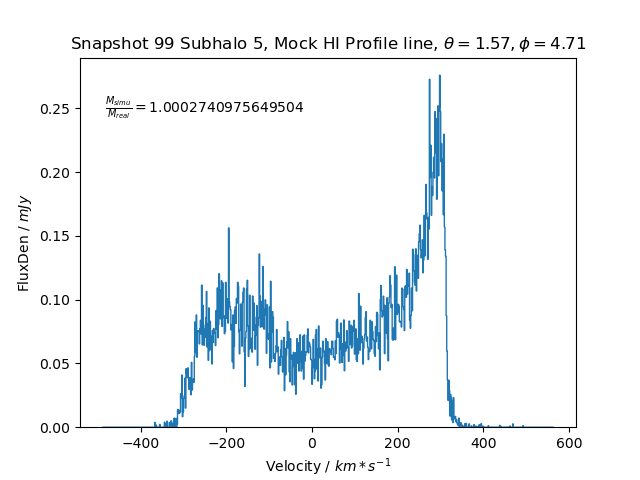 Snapshot 99 Subhalo 5, Mock HI Profile line, θ = 1.57, ϕ = 4.71
M_simu/M_real = 1.0002740975649504
FluxDen / mJy
0.25
0.20
0.15
0.10
0.05
0.00
−400 −200 0 200 400 600
Velocity / km * s⁻¹